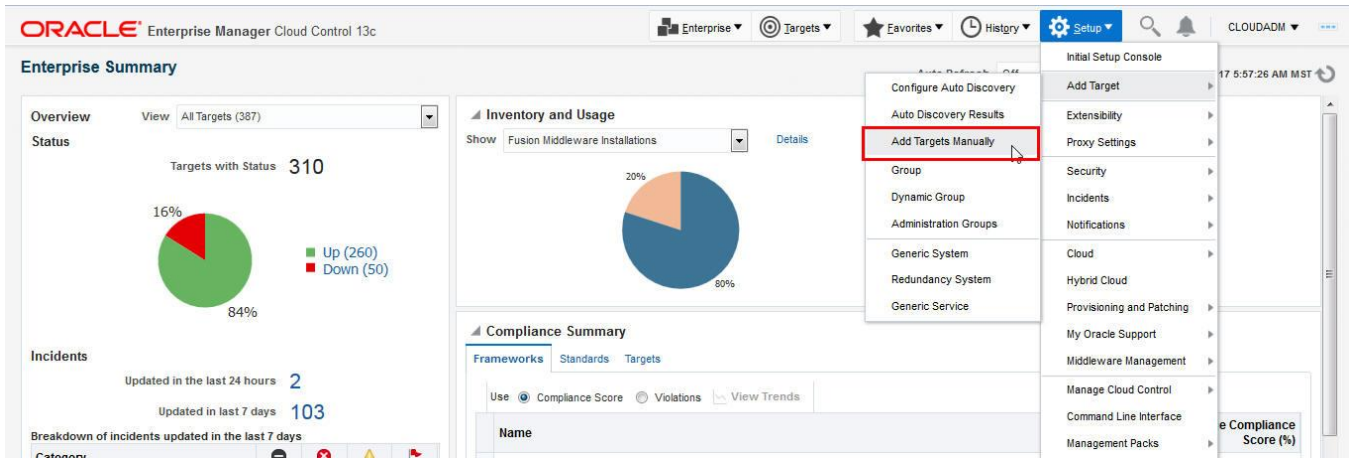 ORACLE Enterprise Manager Cloud Control 13c
Enterprise Targets Favorites History Setup CLOUDADM
Enterprise Summary
17 5:57:26 AM MST
Overview
View All Targets (387)
Status
Targets with Status 310
16%
84%
Up (260)
Down (50)
Incidents
Updated in the last 24 hours 2
Updated in last 7 days 103
Breakdown of incidents updated in the last 7 days
Category
Inventory and Usage
Show Fusion Middleware Installations Details
20%
80%
Compliance Summary
Frameworks Standards Targets
Use Compliance Score Violations View Trends
Name
e Compliance
Score (%)
Configure Auto Discovery
Auto Discovery Results
Add Targets Manually
Group
Dynamic Group
Administration Groups
Generic System
Redundancy System
Generic Service
Initial Setup Console
Add Target
Extensibility
Proxy Settings
Security
Incidents
Notifications
Cloud
Hybrid Cloud
Provisioning and Patching
My Oracle Support
Middleware Management
Manage Cloud Control
Command Line Interface
Management Packs